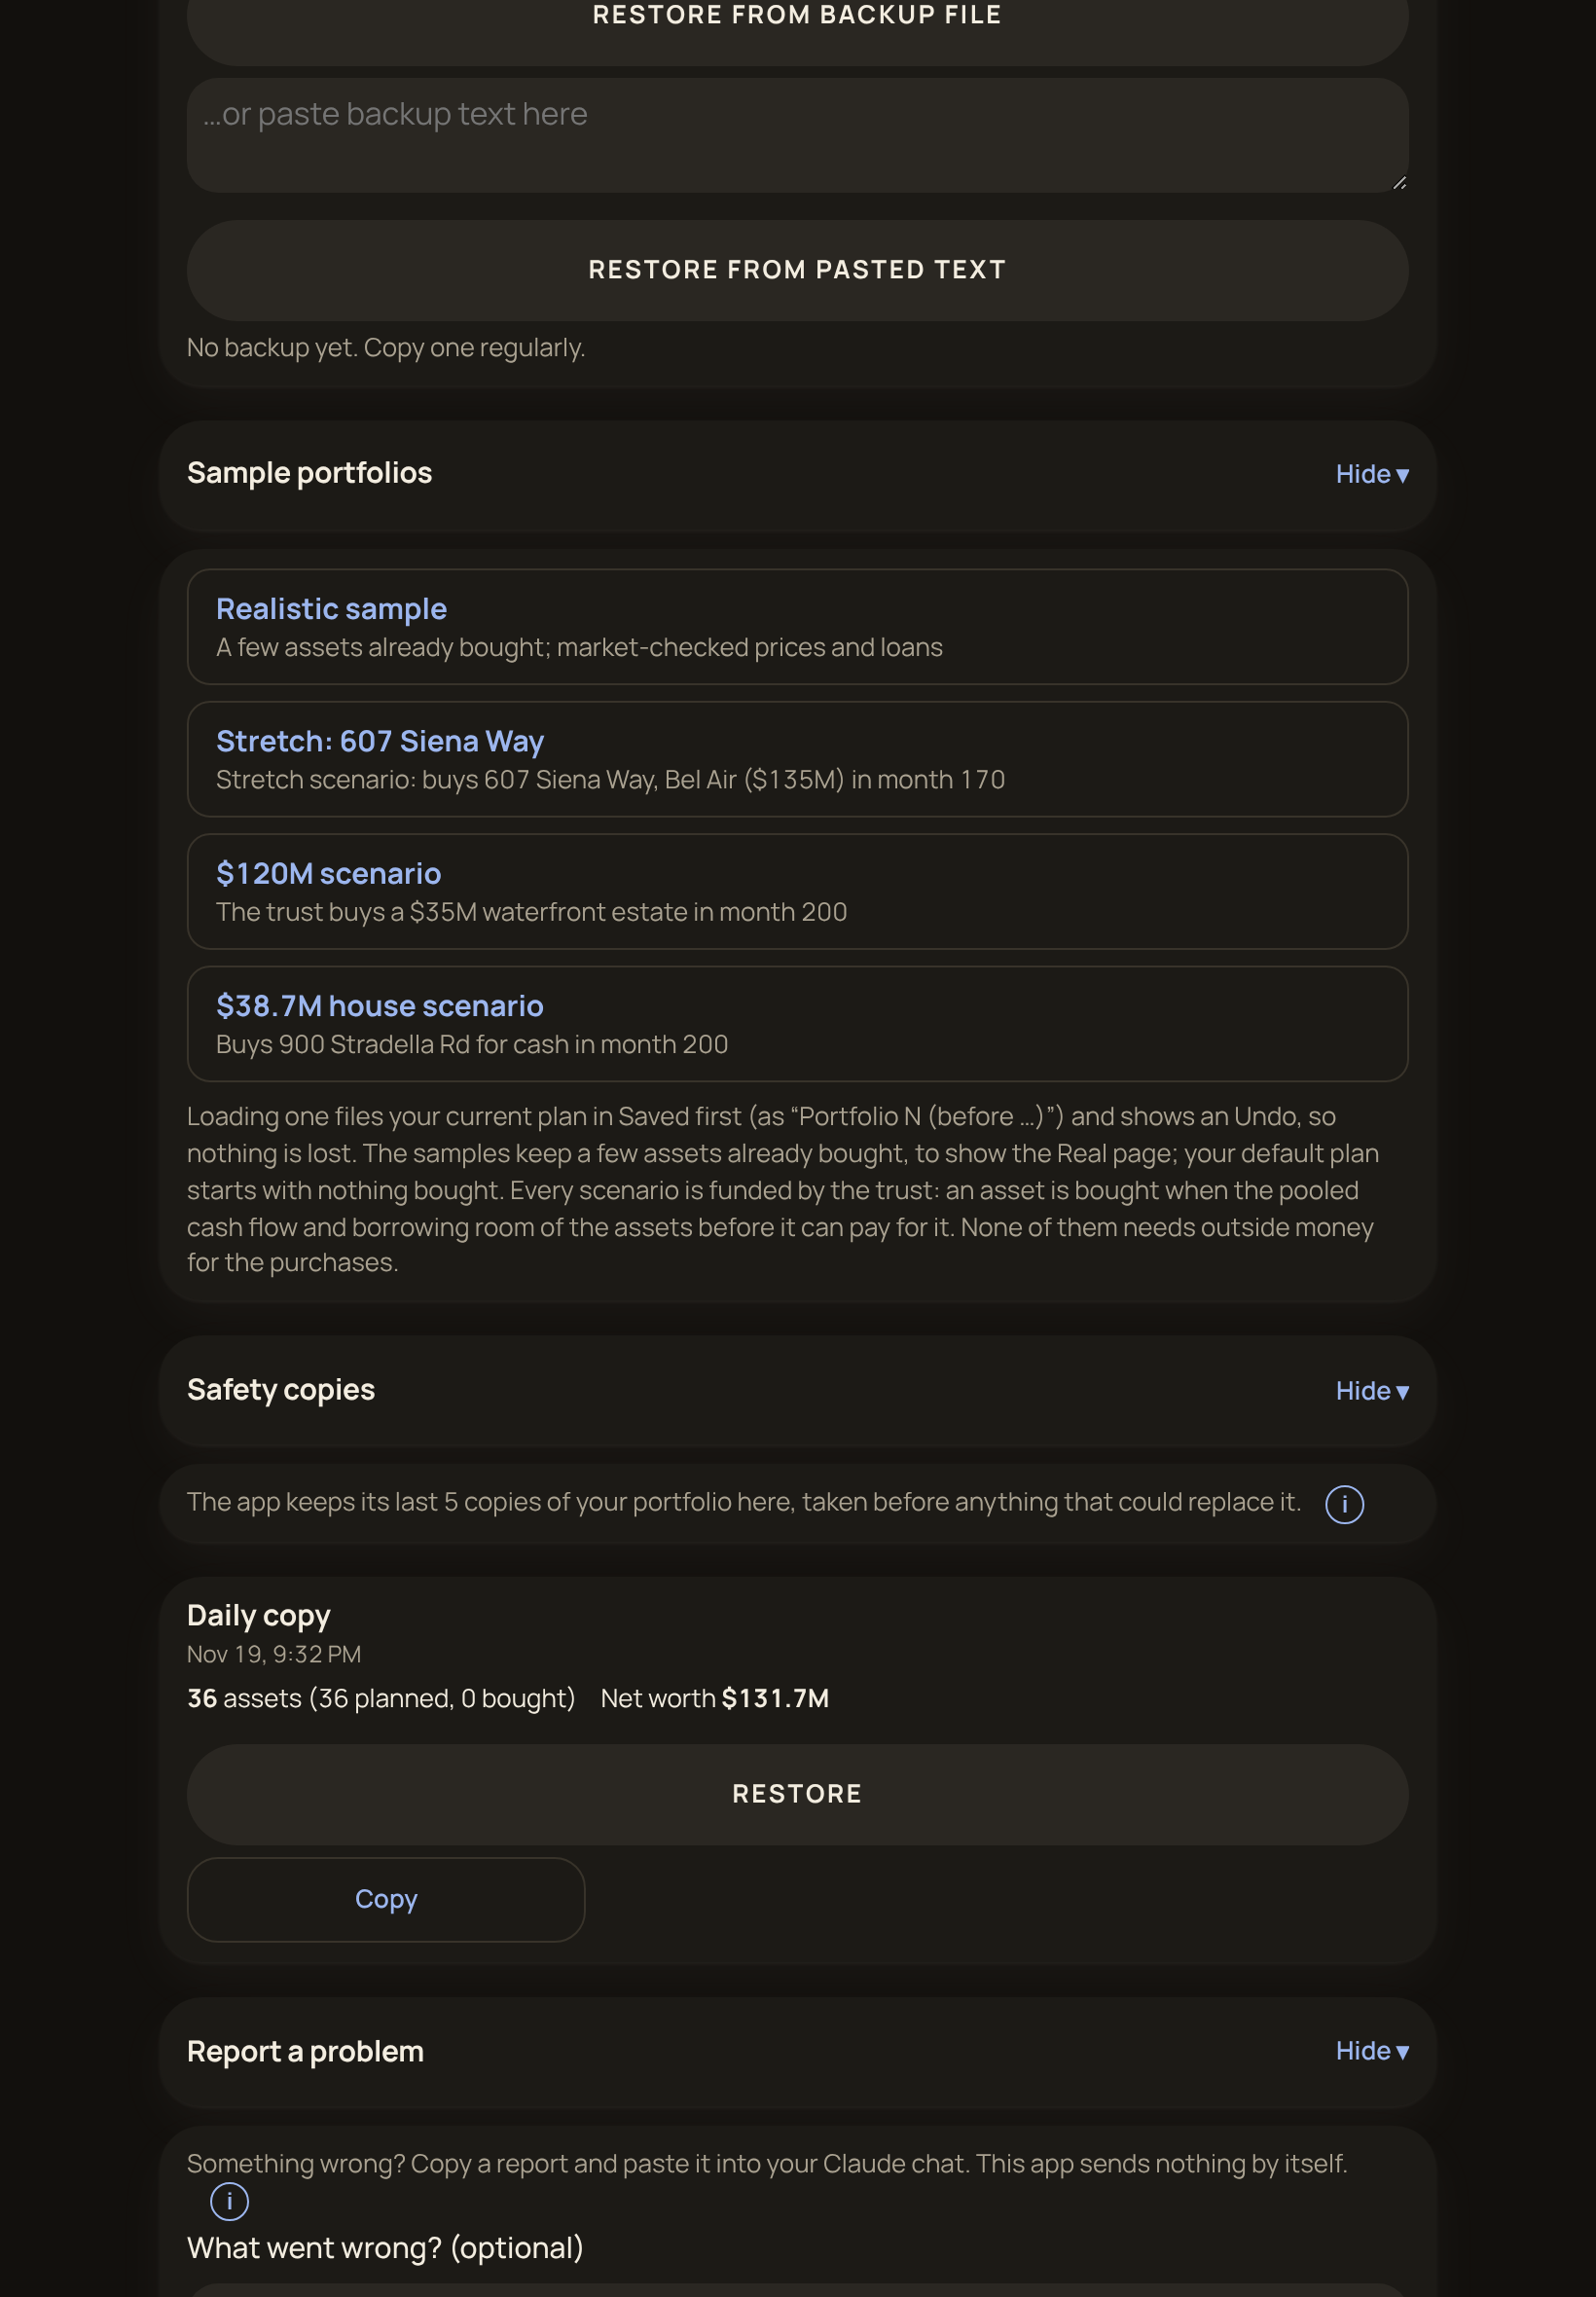 RESTORE FROM BACKUP FILE
…or paste backup text here
RESTORE FROM PASTED TEXT
No backup yet. Copy one regularly.
Sample portfolios
Hide ▾
Realistic sample
A few assets already bought; market-checked prices and loans
Stretch: 607 Siena Way
Stretch scenario: buys 607 Siena Way, Bel Air ($135M) in month 170
$120M scenario
The trust buys a $35M waterfront estate in month 200
$38.7M house scenario
Buys 900 Stradella Rd for cash in month 200
Loading one files your current plan in Saved first (as “Portfolio N (before …)”) and shows an Undo, so
nothing is lost. The samples keep a few assets already bought, to show the Real page; your default plan
starts with nothing bought. Every scenario is funded by the trust: an asset is bought when the pooled
cash flow and borrowing room of the assets before it can pay for it. None of them needs outside money
for the purchases.
Safety copies
Hide ▾
The app keeps its last 5 copies of your portfolio here, taken before anything that could replace it. i
Daily copy
Nov 19, 9:32 PM
36 assets (36 planned, 0 bought) Net worth $131.7M
RESTORE
Copy
Report a problem
Hide ▾
Something wrong? Copy a report and paste it into your Claude chat. This app sends nothing by itself.
i
What went wrong? (optional)